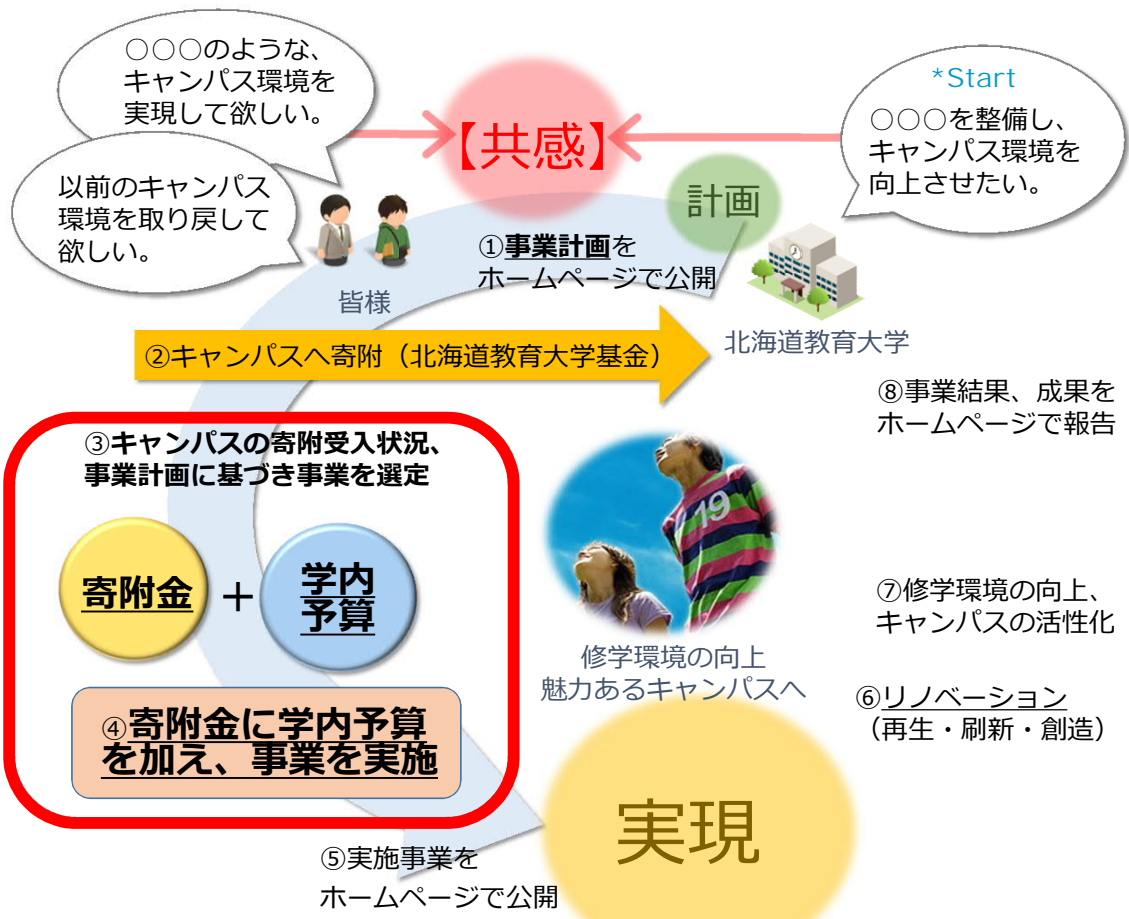 ○○○のような、
キャンパス環境を
実現して欲しい。
以前のキャンパス
環境を取り戻して
欲しい。
【共感】
*Start
○○○を整備し、
キャンパス環境を
向上させたい。
計画
①事業計画を
ホームページで公開
皆様
北海道教育大学
②キャンパスへ寄附（北海道教育大学基金）
③キャンパスの寄附受入状況、
事業計画に基づき事業を選定
寄附金
+
学内
予算
④寄附金に学内予算
を加え、事業を実施
⑤実施事業を
ホームページで公開
19
修学環境の向上
魅力あるキャンパスへ
実現
⑥リノベーション
（再生・刷新・創造）
⑦修学環境の向上、
キャンパスの活性化
⑧事業結果、成果を
ホームページで報告